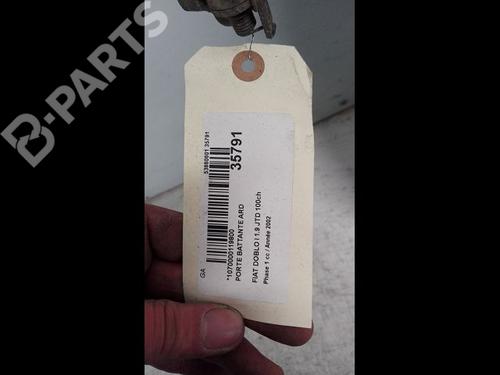 B-PARTS
53880601 35791
35791
GA
*1070000119800
PORTE BATTANTE ARD
FIAT DOBLO I 1.9 JTD 100ch
Phase 1 cc / Année 2002